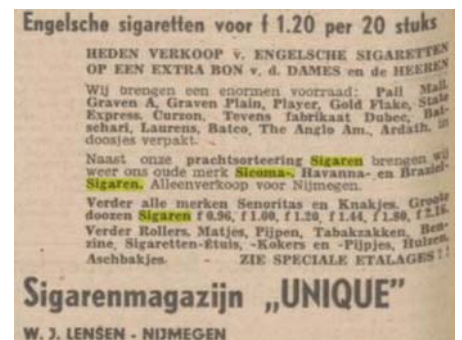 Engelsche sigaretten voor f 1.20 per 20 stuks
HEDEN VERKOOP v. ENGELSCHE SIGARETTEN
OP EEN EXTRA BON v. d. DAMES en de HEEREN
Wij brengen een enormen voorraad: Pall Mall,
Graven A, Graven Plain, Player, Gold Flake, State
Express, Curzon. Tevens fabrikaat Dubec, Bat-
schari, Laurens, Batco, The Anglo Am., Ardath, in
doosjes verpakt.
Naast onze prachtsorteering Sigaren brengen wij
weer ons oude merk Sicoma-, Havanna- en Brazil-
Sigaren. Alleenverkoop voor Nijmegen.
Verder alle merken Senoritas en Knakjes. Groote
doozen Sigaren f 0.96, f 1.00, f 1.20, f 1.44, f 1.80, f 2.16.
Verder Rollers, Matjes, Pijpen, Tabakzakken, Ben-
zine, Sigaretten-Étuis, -Kokers en -Pijpjes, Hulzen,
Aschbakjes. - ZIE SPECIALE ETALAGES! !
Sigarenmagazijn „UNIQUE”
W. J. LENSEN - NIJMEGEN